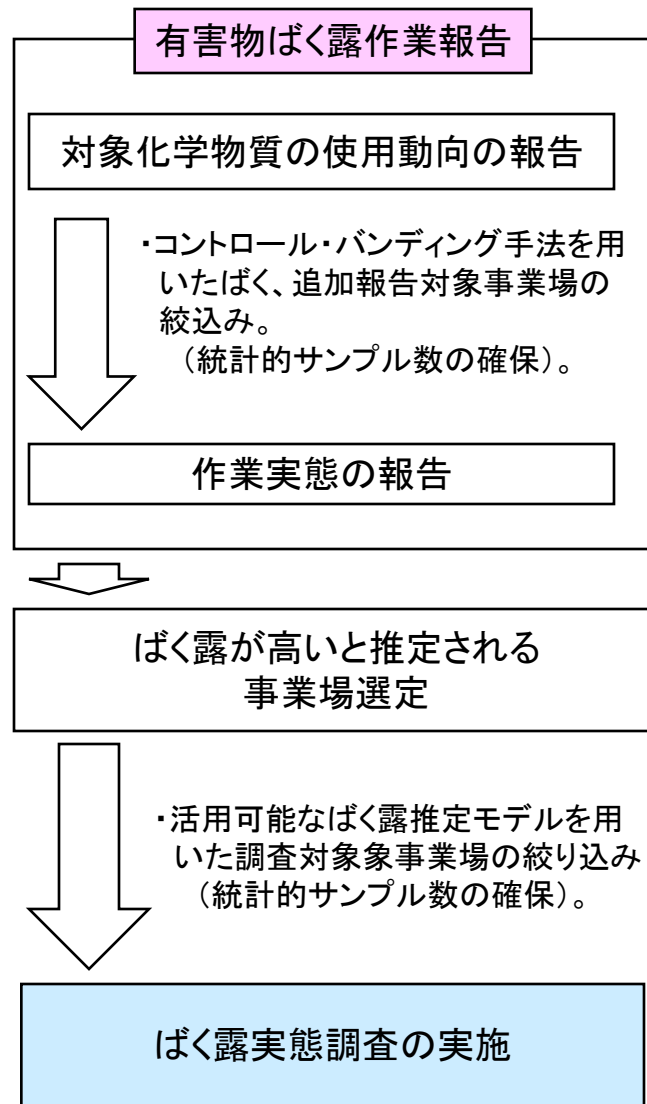 有害物ばく露作業報告
対象化学物質の使用動向の報告
・コントロール・バンディング手法を用
いたばく、追加報告対象事業場の
絞込み。
（統計的サンプル数の確保）。
作業実態の報告
ばく露が高いと推定される
事業場選定
・活用可能なばく露推定モデルを用
いた調査対象象事業場の絞り込み
（統計的サンプル数の確保）。
ばく露実態調査の実施